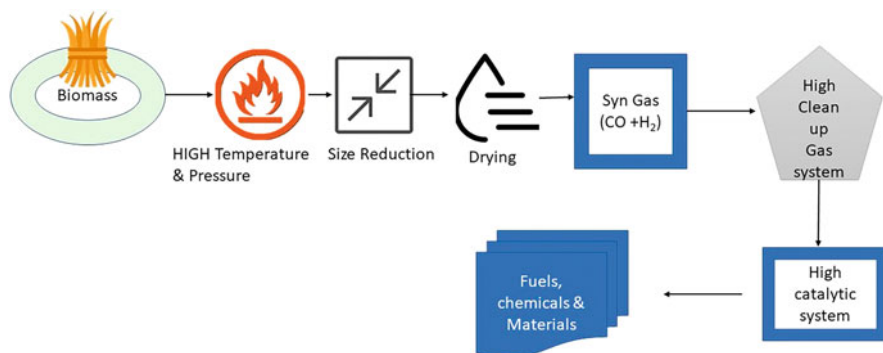 Biomass
HIGH Temperature
& Pressure
Size Reduction
Drying
Syn Gas
(CO +H₂)
High
Clean
up
Gas
system
High
catalytic
system
Fuels,
chemicals &
Materials